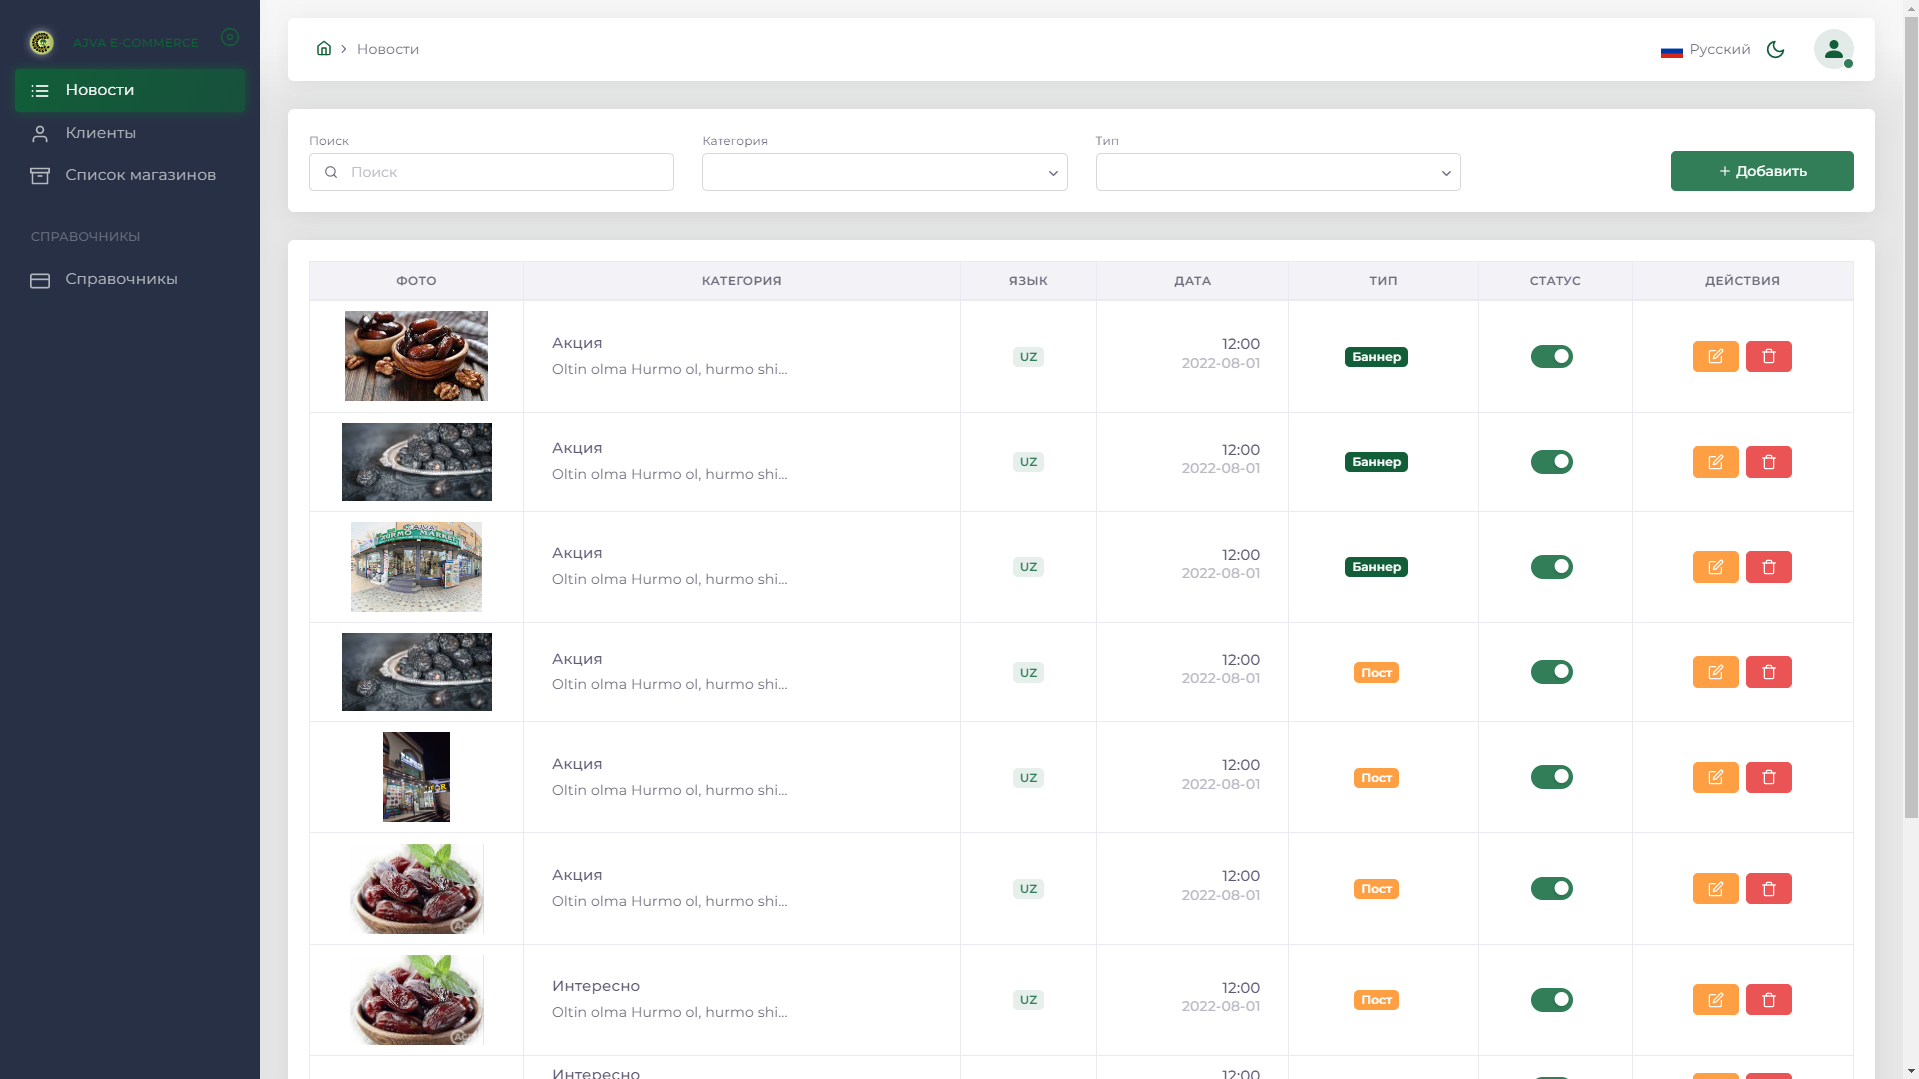 AJVA E-COMMERCE
Новости
Клиенты
Список магазинов
СПРАВОЧНИКЫ
Справочникы
Новости
Русский
Поиск
Поиск
Категория
Тип
+ Добавить
ФОТО КАТЕГОРИЯ ЯЗЫК ДАТА ТИП СТАТУС ДЕЙСТВИЯ
Акция
Oltin olma Hurmo ol, hurmo shi...
UZ
12:00
2022-08-01
Баннер
Акция
Oltin olma Hurmo ol, hurmo shi...
UZ
12:00
2022-08-01
Баннер
AJVA
XURMO MARKET
Акция
Oltin olma Hurmo ol, hurmo shi...
UZ
12:00
2022-08-01
Баннер
Акция
Oltin olma Hurmo ol, hurmo shi...
UZ
12:00
2022-08-01
Пост
Акция
Oltin olma Hurmo ol, hurmo shi...
UZ
12:00
2022-08-01
Пост
Акция
Oltin olma Hurmo ol, hurmo shi...
UZ
12:00
2022-08-01
Пост
Интересно
Oltin olma Hurmo ol, hurmo shi...
UZ
12:00
2022-08-01
Пост
Интересно
12:00